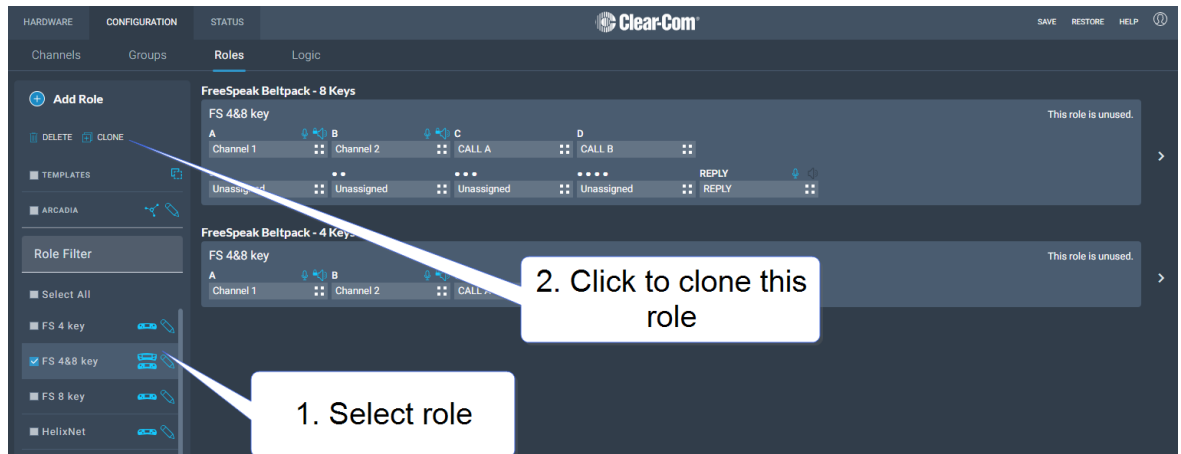 HARDWARE CONFIGURATION STATUS Clear-Com® SAVE RESTORE HELP
Channels Groups Roles Logic
Add Role
DELETE CLONE
TEMPLATES
ARCADIA
Role Filter
Select All
FS 4 key
FS 4&8 key
FS 8 key
HelixNet
FreeSpeak Beltpack - 8 Keys
FS 4&8 key This role is unused.
A B C D
Channel 1 Channel 2 CALL A CALL B
REPLY
Unassigned Unassigned Unassigned Unassigned REPLY
FreeSpeak Beltpack - 4 Keys
FS 4&8 key This role is unused.
A B
Channel 1 Channel 2 CALL A
2. Click to clone this
role
1. Select role